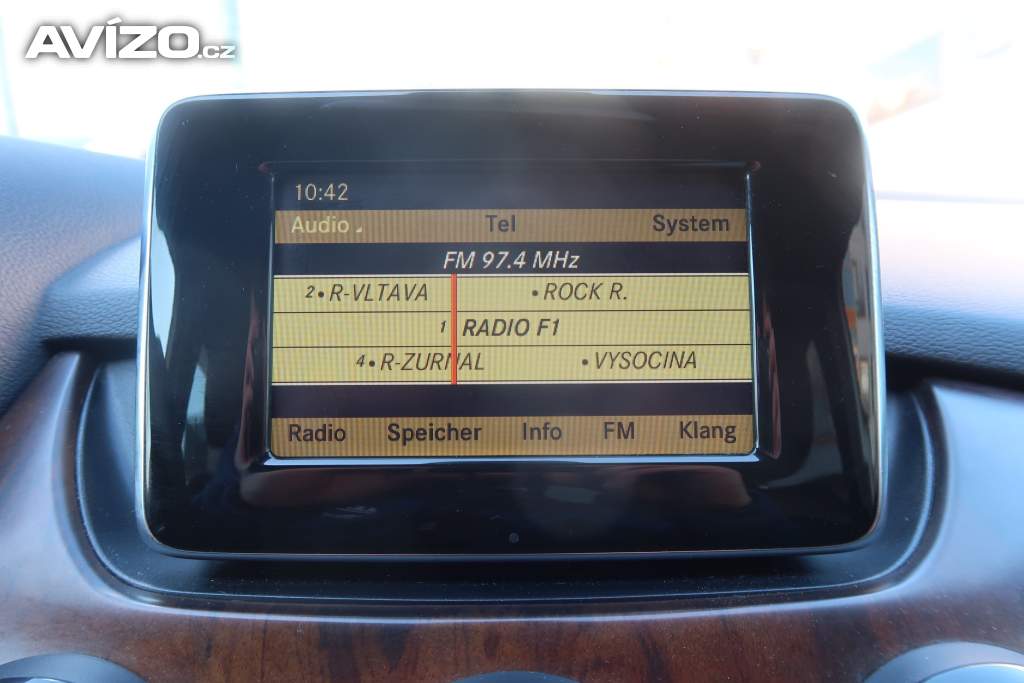 AVÍZO.cz
10:42
Audio Tel System
FM 97.4 MHz
2•R-VLTAVA •ROCK R.
1 RADIO F1
4•R-ZURNAL •VYSOCINA
Radio Speicher Info FM Klang